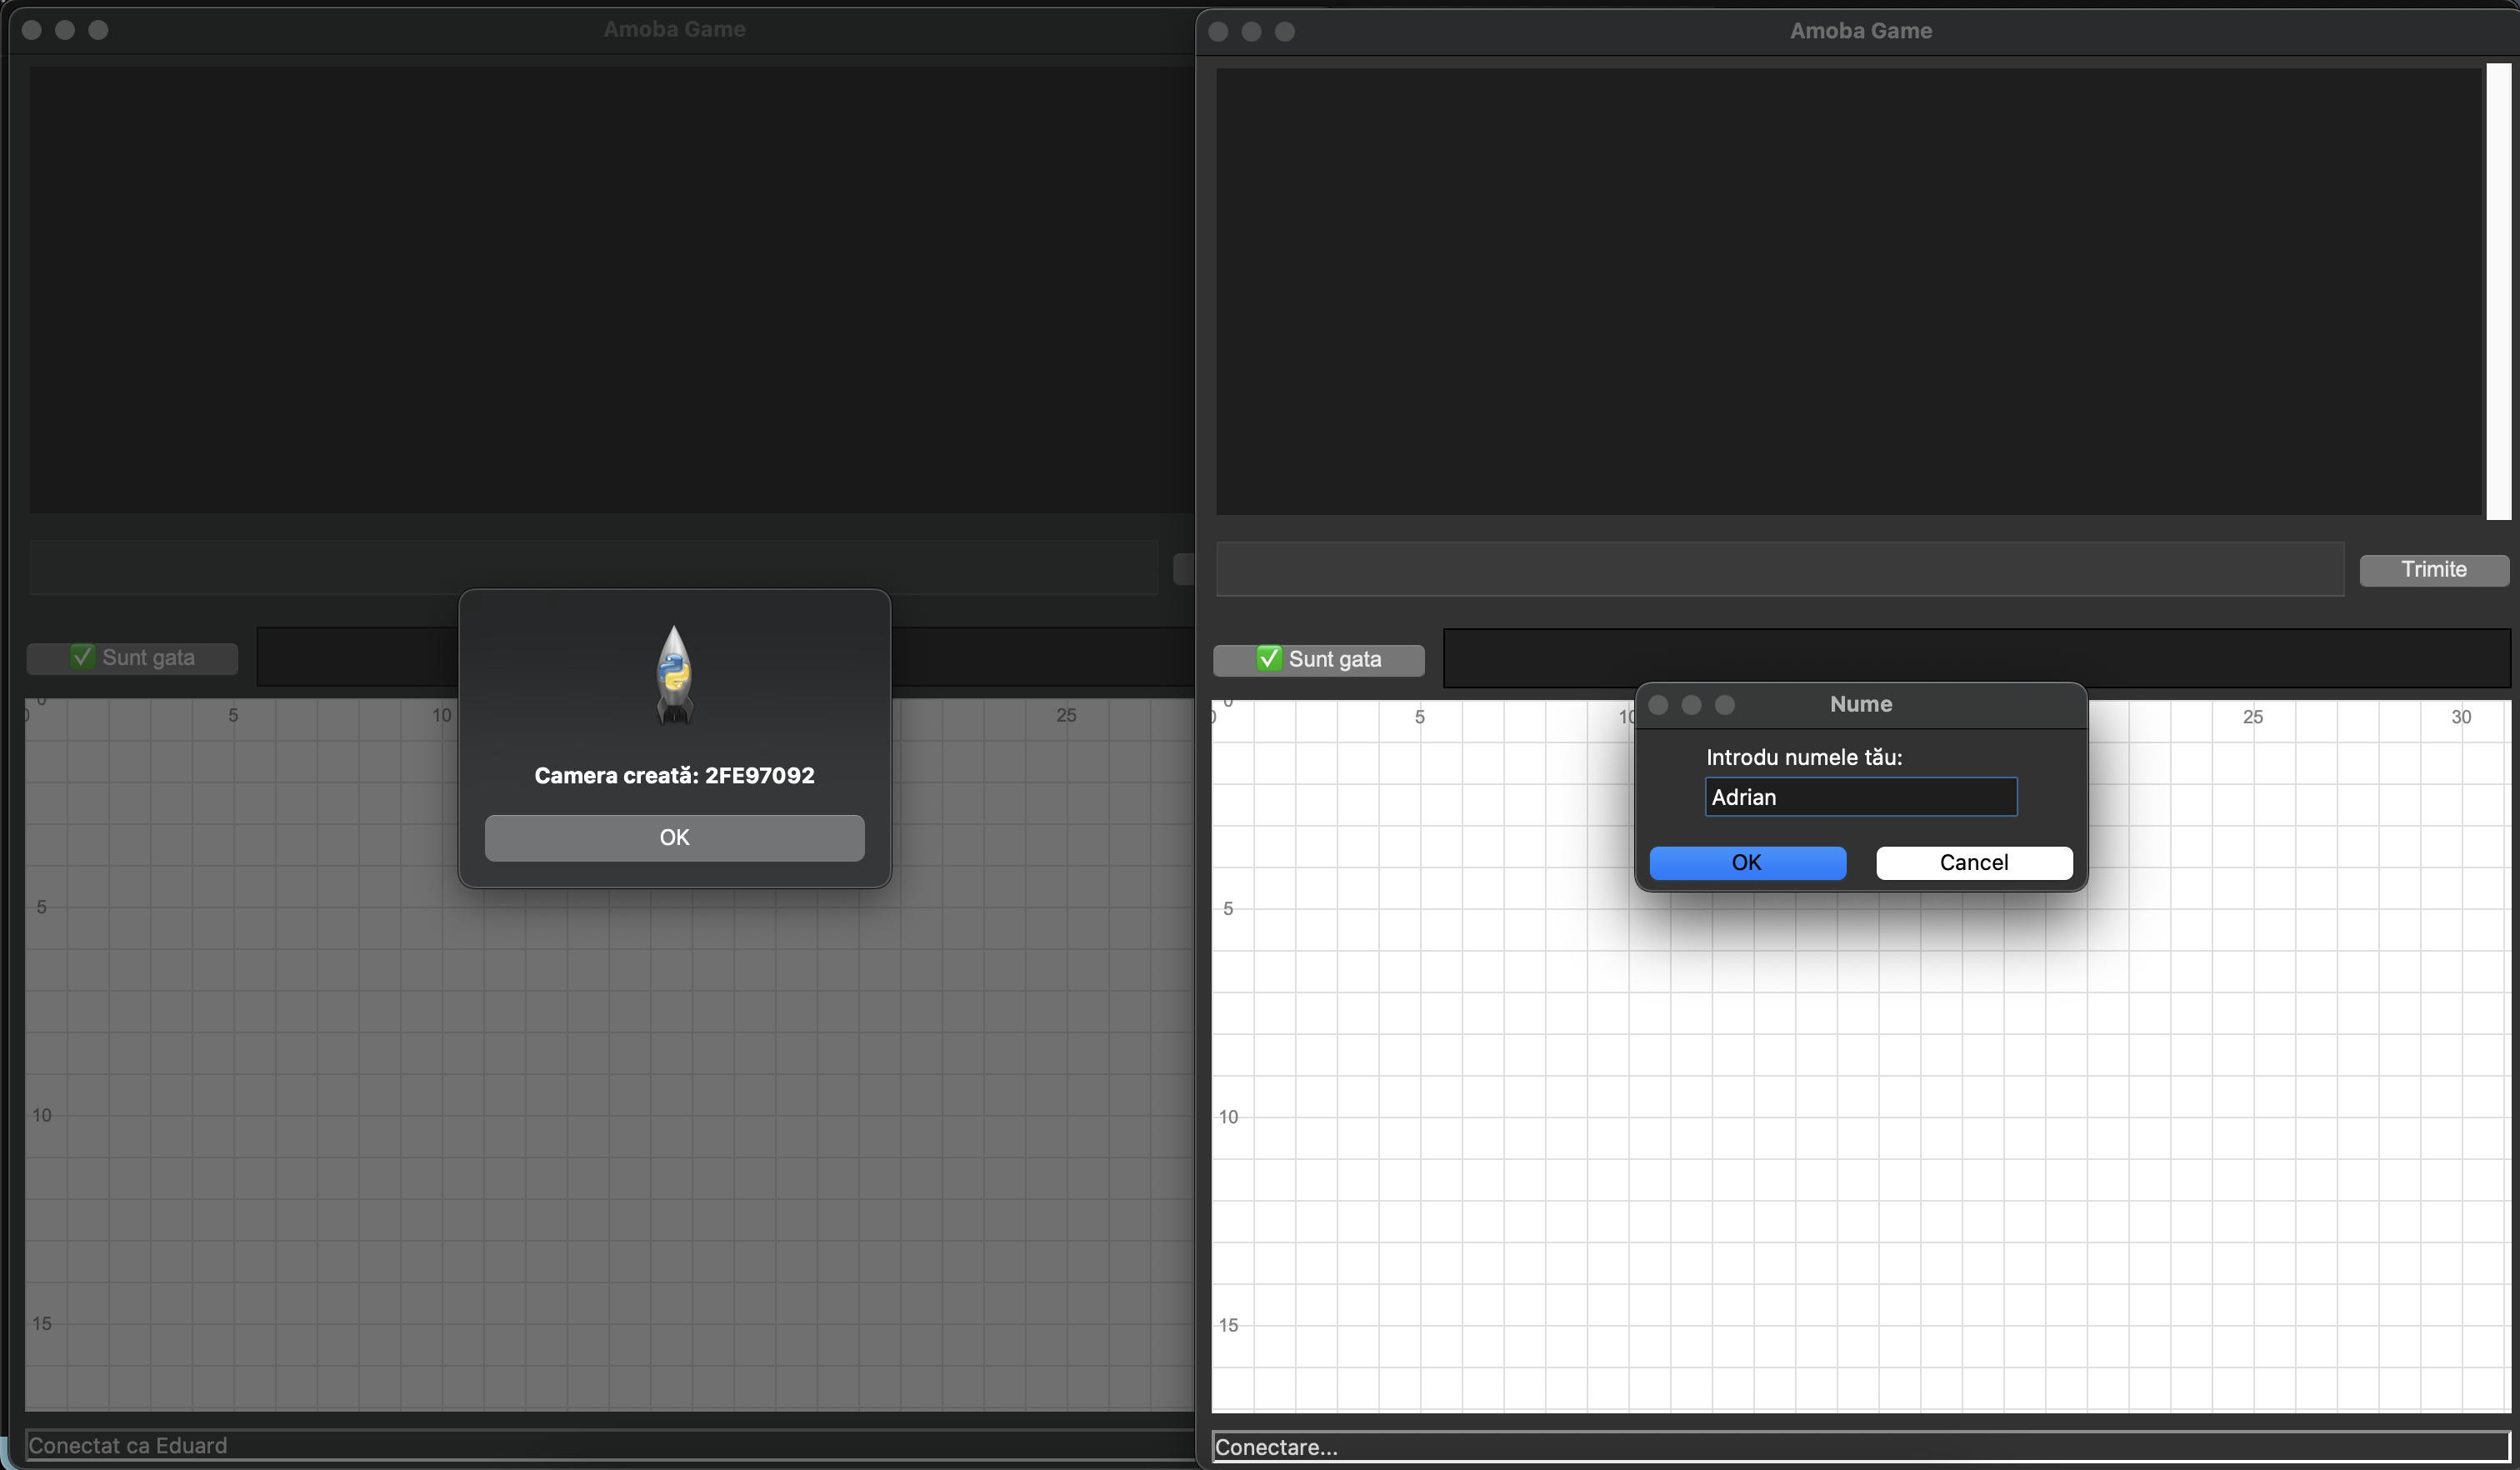 Amoba Game
Sunt gata
0 5 10 25
0
5
10
15
Camera creată: 2FE97092
OK
Conectat ca Eduard
Amoba Game
Trimite
Sunt gata
0 5 10 25 30
0
5
10
15
Nume
Introdu numele tău:
Adrian
OK Cancel
Conectare...